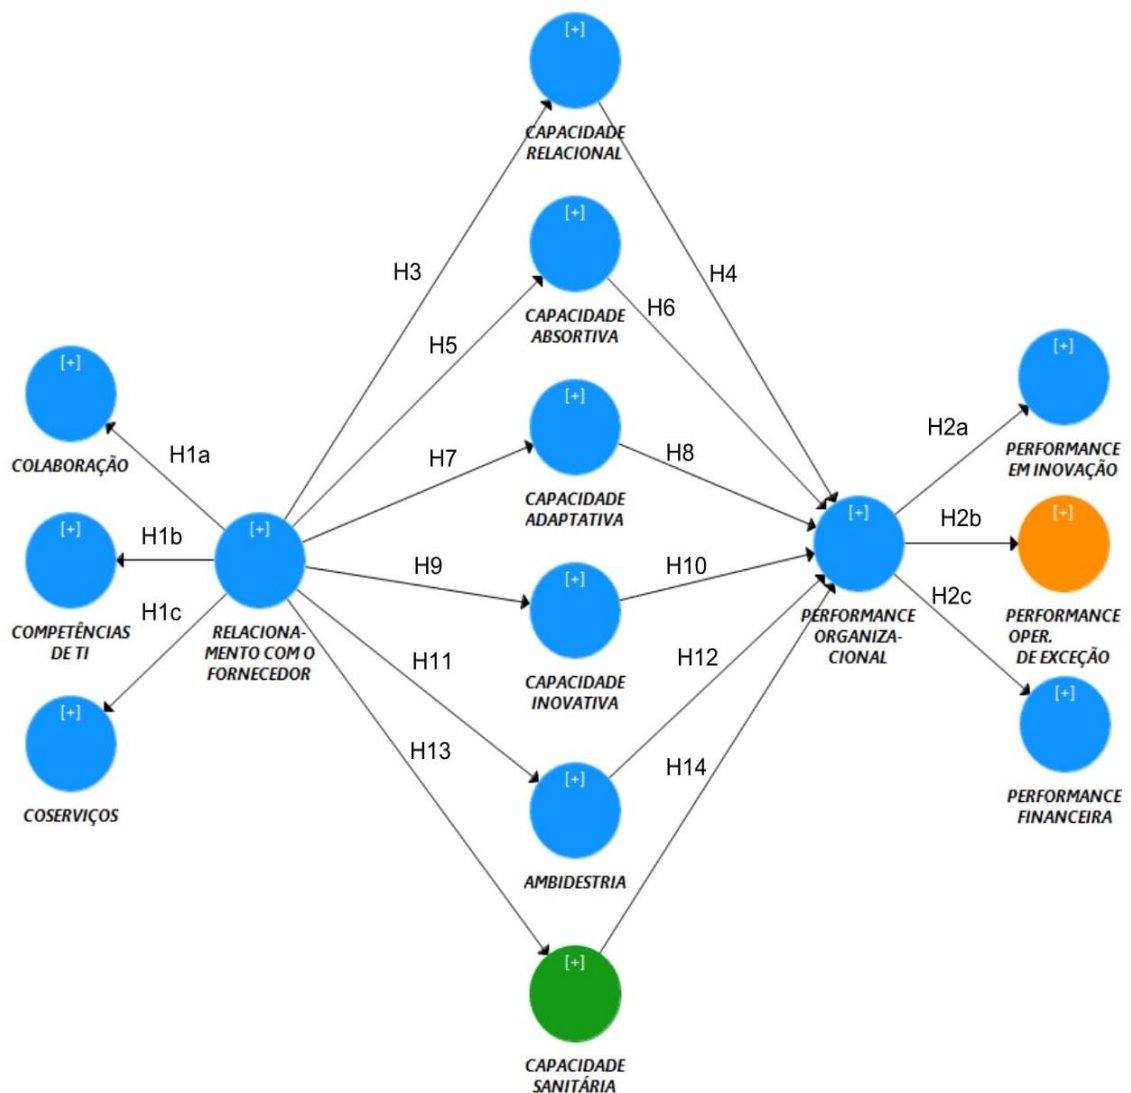 [+]
CAPACIDADE
RELACIONAL
[+]
H3
H4
CAPACIDADE
ABSORTIVA
H6
H5
[+]
[+]
[+]
COLABORAÇÃO
H1a
H7
H8
H2a
PERFORMANCE
EM INOVAÇÃO
CAPACIDADE
ADAPTATIVA
[+]
H1b
[+]
[+]
H2b
[+]
H9
H10
[+]
COMPETÊNCIAS
DE TI
H1c
RELACIONA-
MENTO COM O
FORNECEDOR
PERFORMANCE
ORGANIZA-
CIONAL
H2c
PERFORMANCE
OPER.
DE EXCEÇÃO
H11
H12
CAPACIDADE
INOVATIVA
[+]
[+]
COSERVIÇOS
H13
H14
[+]
PERFORMANCE
FINANCEIRA
AMBIDESTRIA
[+]
CAPACIDADE
SANITÁRIA